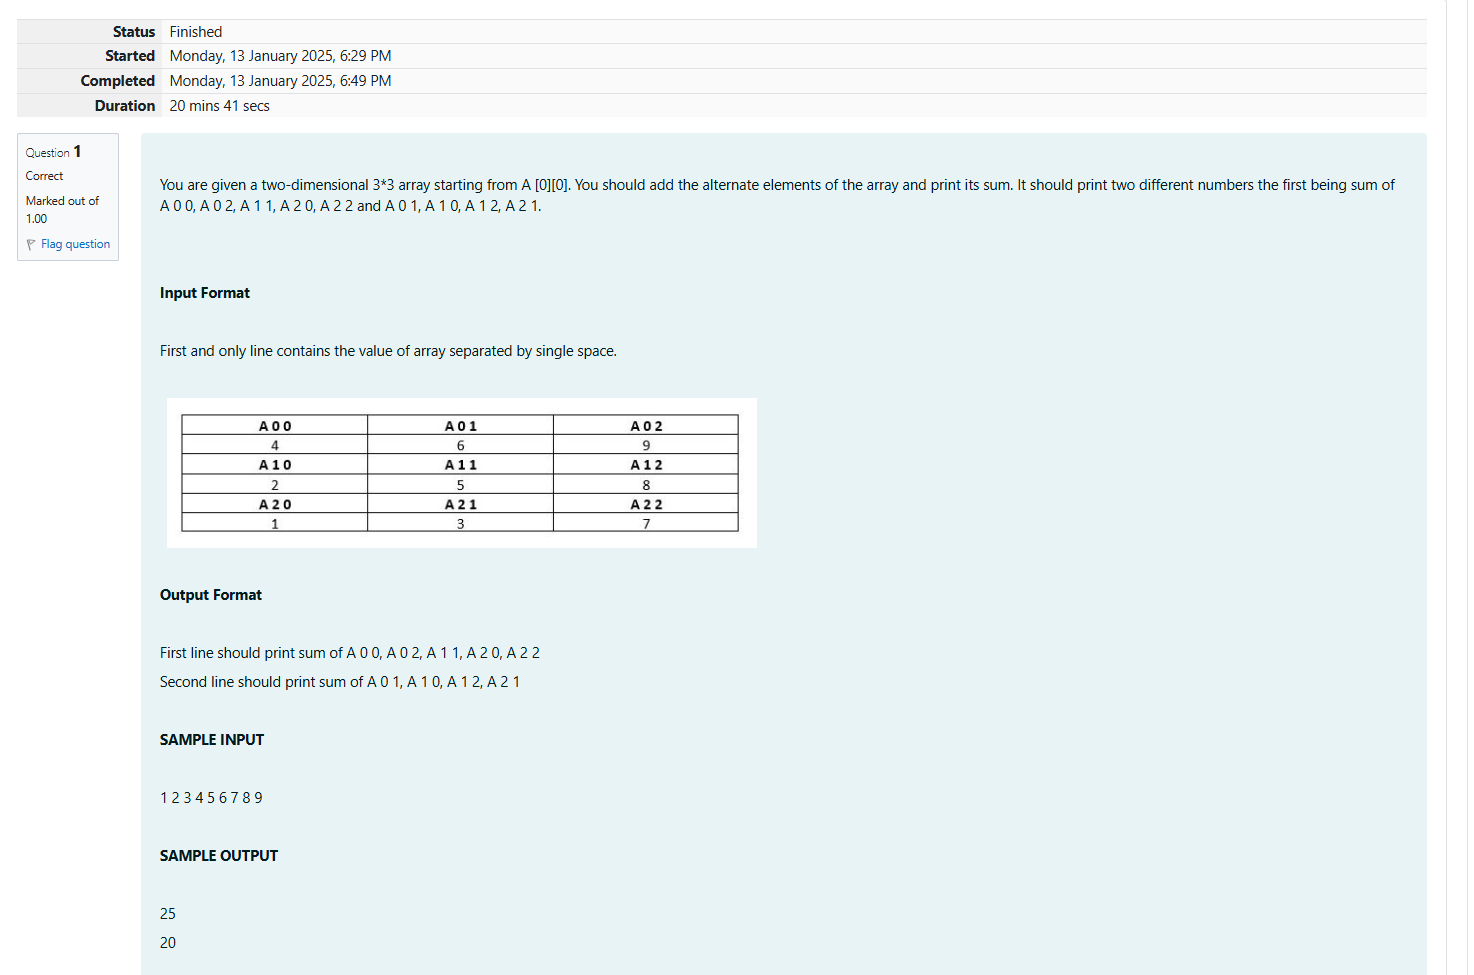 Status Finished
Started Monday, 13 January 2025, 6:29 PM
Completed Monday, 13 January 2025, 6:49 PM
Duration 20 mins 41 secs
Question 1
Correct
Marked out of
1.00
Flag question
You are given a two-dimensional 3*3 array starting from A [0][0]. You should add the alternate elements of the array and print its sum. It should print two different numbers the first being sum of
A 0 0, A 0 2, A 1 1, A 2 0, A 2 2 and A 0 1, A 1 0, A 1 2, A 2 1.
Input Format
First and only line contains the value of array separated by single space.
A 0 0 A 0 1 A 0 2
4 6 9
A 1 0 A 1 1 A 1 2
2 5 8
A 2 0 A 2 1 A 2 2
1 3 7
Output Format
First line should print sum of A 0 0, A 0 2, A 1 1, A 2 0, A 2 2
Second line should print sum of A 0 1, A 1 0, A 1 2, A 2 1
SAMPLE INPUT
1 2 3 4 5 6 7 8 9
SAMPLE OUTPUT
25
20